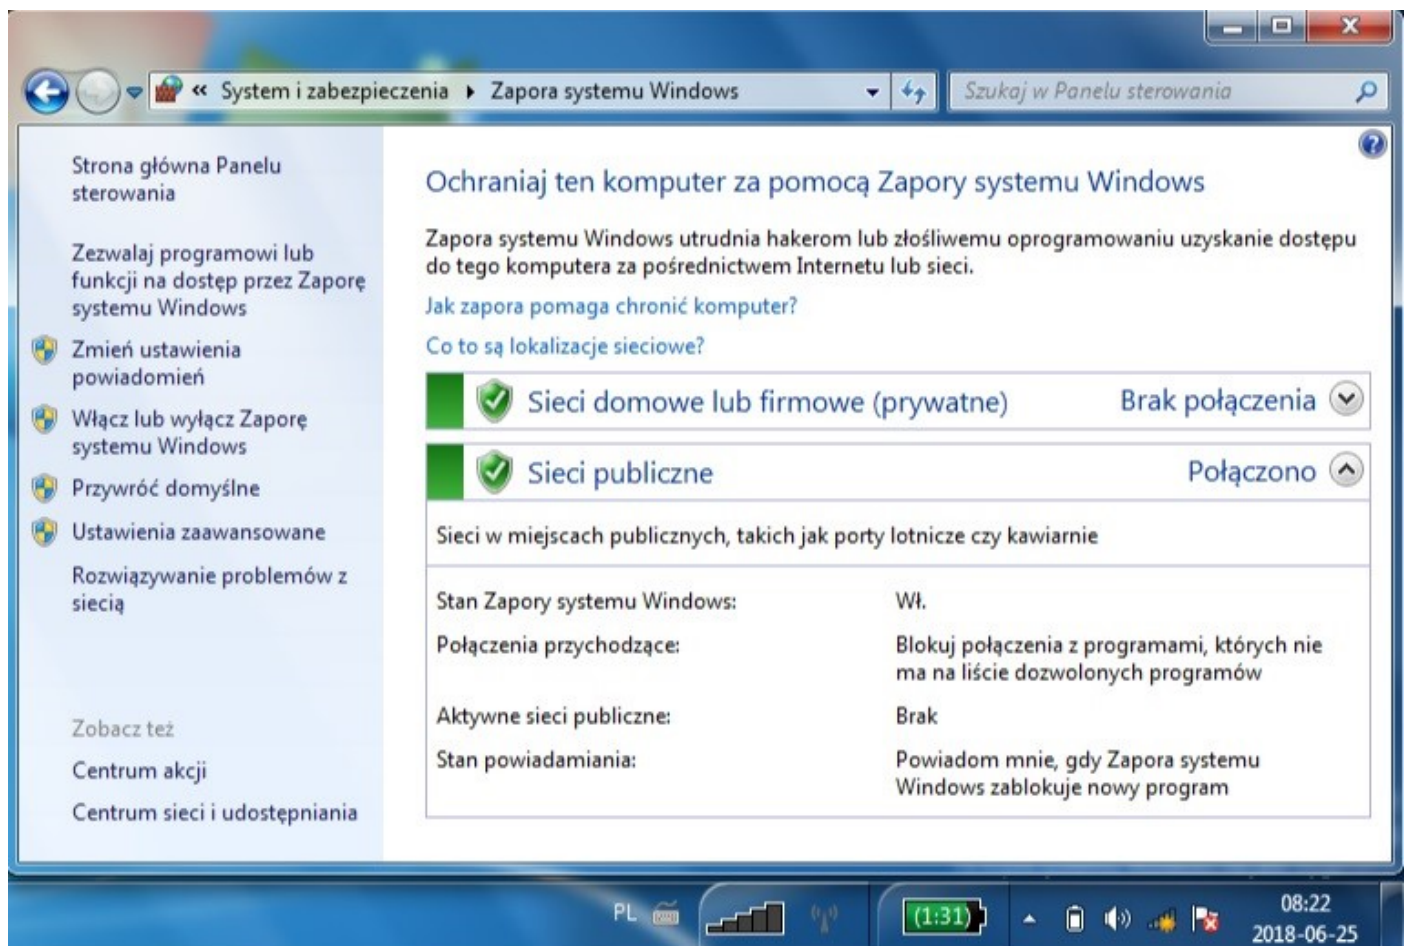 « System i zabezpieczenia ▸ Zapora systemu Windows
Szukaj w Panelu sterowania
Strona główna Panelu
sterowania
Zezwalaj programowi lub
funkcji na dostęp przez Zaporę
systemu Windows
Zmień ustawienia
powiadomień
Włącz lub wyłącz Zaporę
systemu Windows
Przywróć domyślne
Ustawienia zaawansowane
Rozwiązywanie problemów z
siecią
Zobacz też
Centrum akcji
Centrum sieci i udostępniania
Ochraniaj ten komputer za pomocą Zapory systemu Windows
Zapora systemu Windows utrudnia hakerom lub złośliwemu oprogramowaniu uzyskanie dostępu
do tego komputera za pośrednictwem Internetu lub sieci.
Jak zapora pomaga chronić komputer?
Co to są lokalizacje sieciowe?
Sieci domowe lub firmowe (prywatne) Brak połączenia
Sieci publiczne Połączono
Sieci w miejscach publicznych, takich jak porty lotnicze czy kawiarnie
Stan Zapory systemu Windows: Wł.
Połączenia przychodzące: Blokuj połączenia z programami, których nie
ma na liście dozwolonych programów
Aktywne sieci publiczne: Brak
Stan powiadamiania: Powiadom mnie, gdy Zapora systemu
Windows zablokuje nowy program
PL (1:31) 08:22
2018-06-25